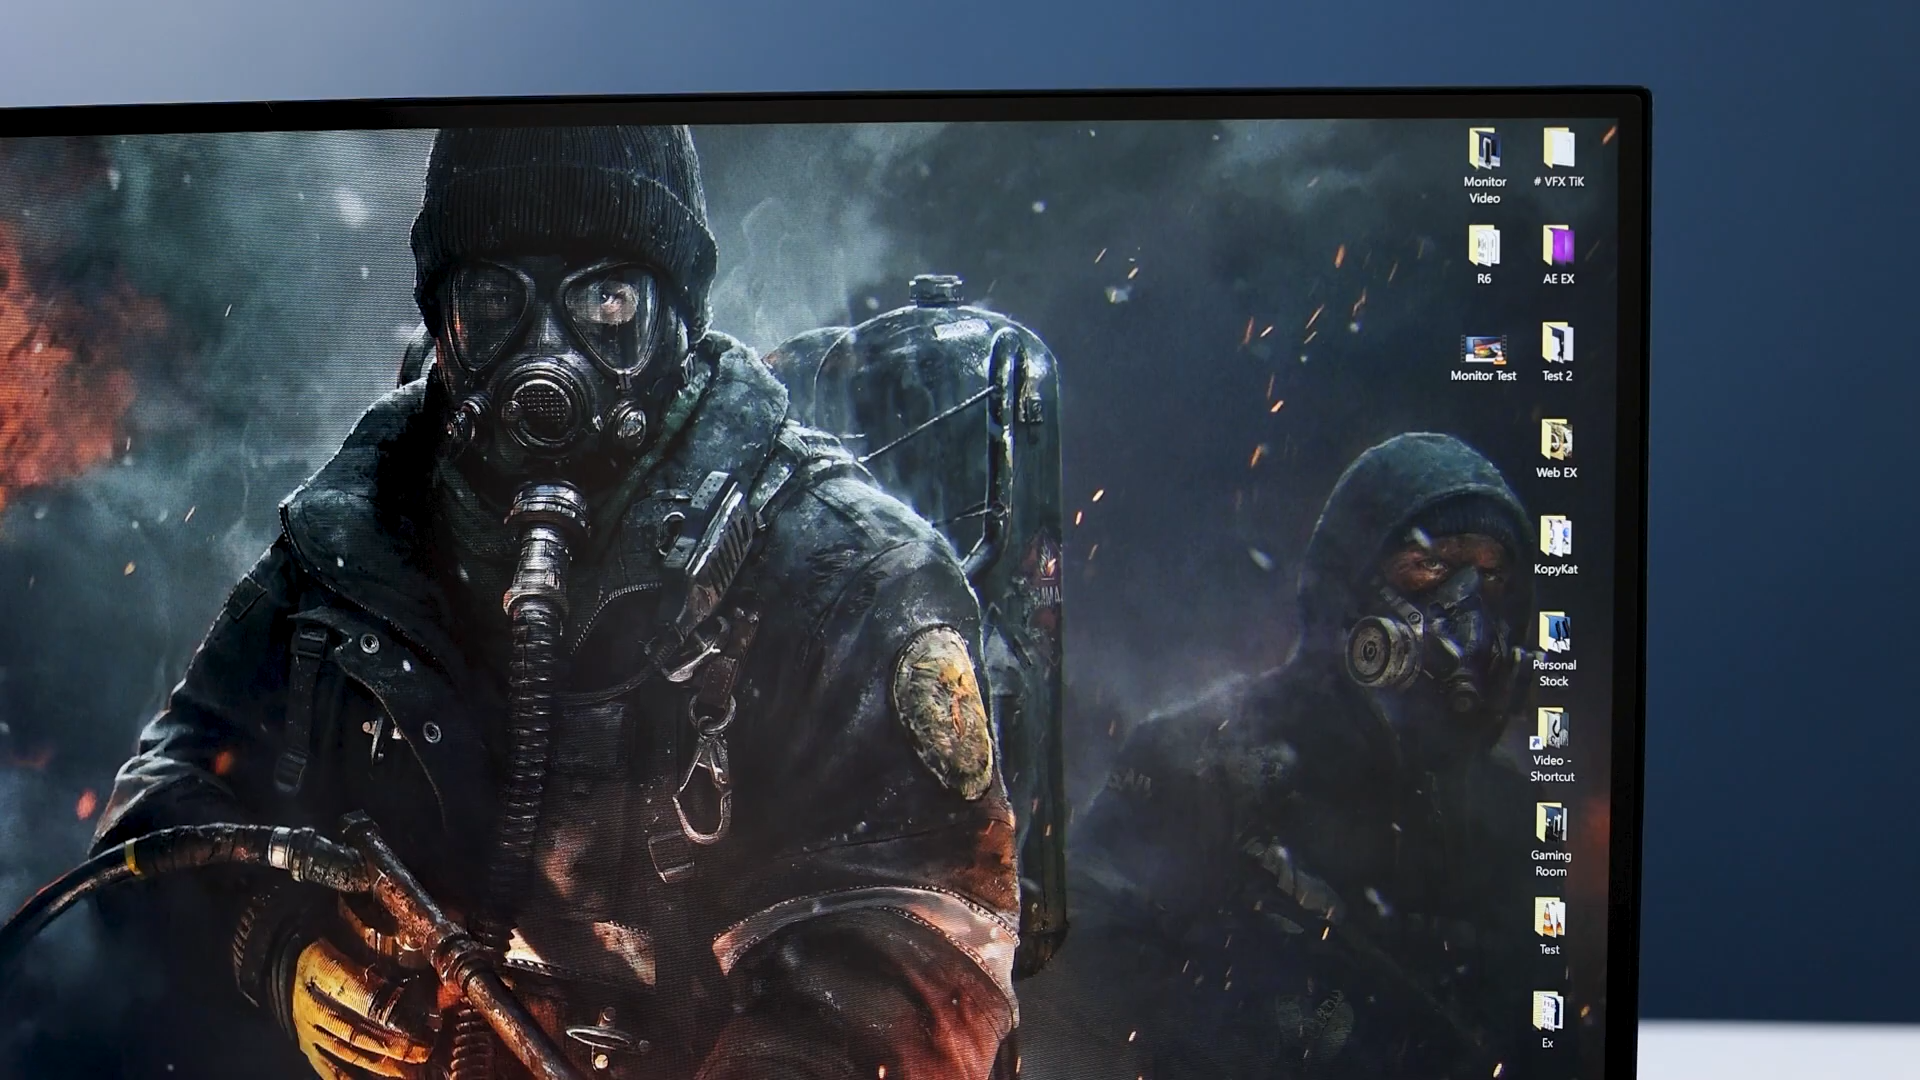 Monitor
Video
# VFX TiK
R6
AE EX
Monitor Test
Test 2
Web EX
KopyKat
Personal
Stock
Video -
Shortcut
Gaming
Room
Test
Ex